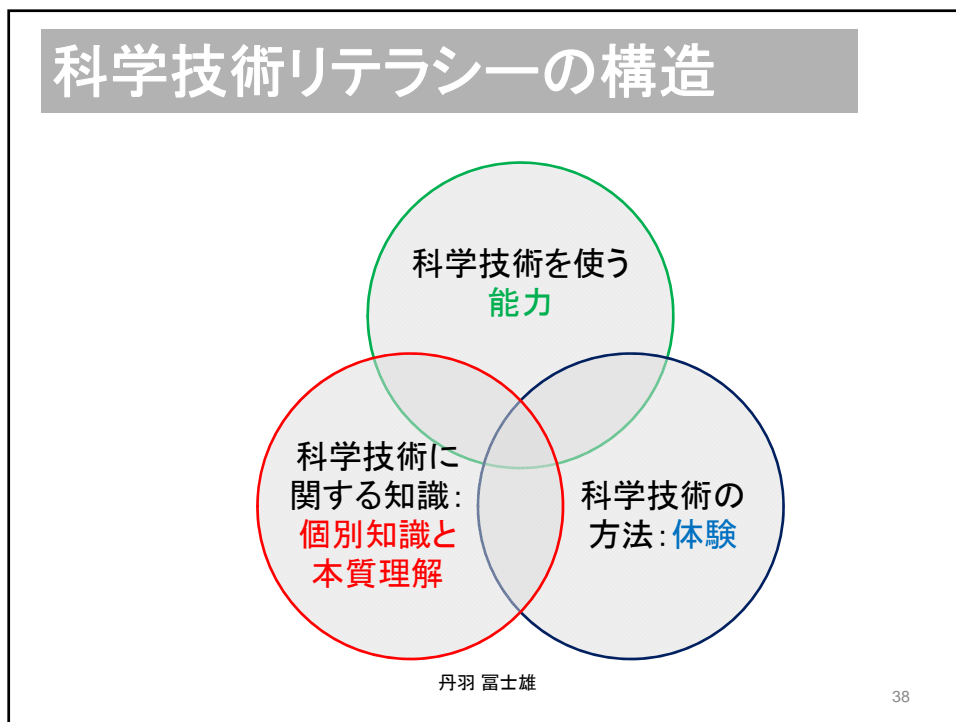 科学技術リテラシーの構造
科学技術を使う
能力
科学技術に
関する知識：
個別知識と
本質理解
科学技術の
方法：体験
丹羽 冨士雄
38